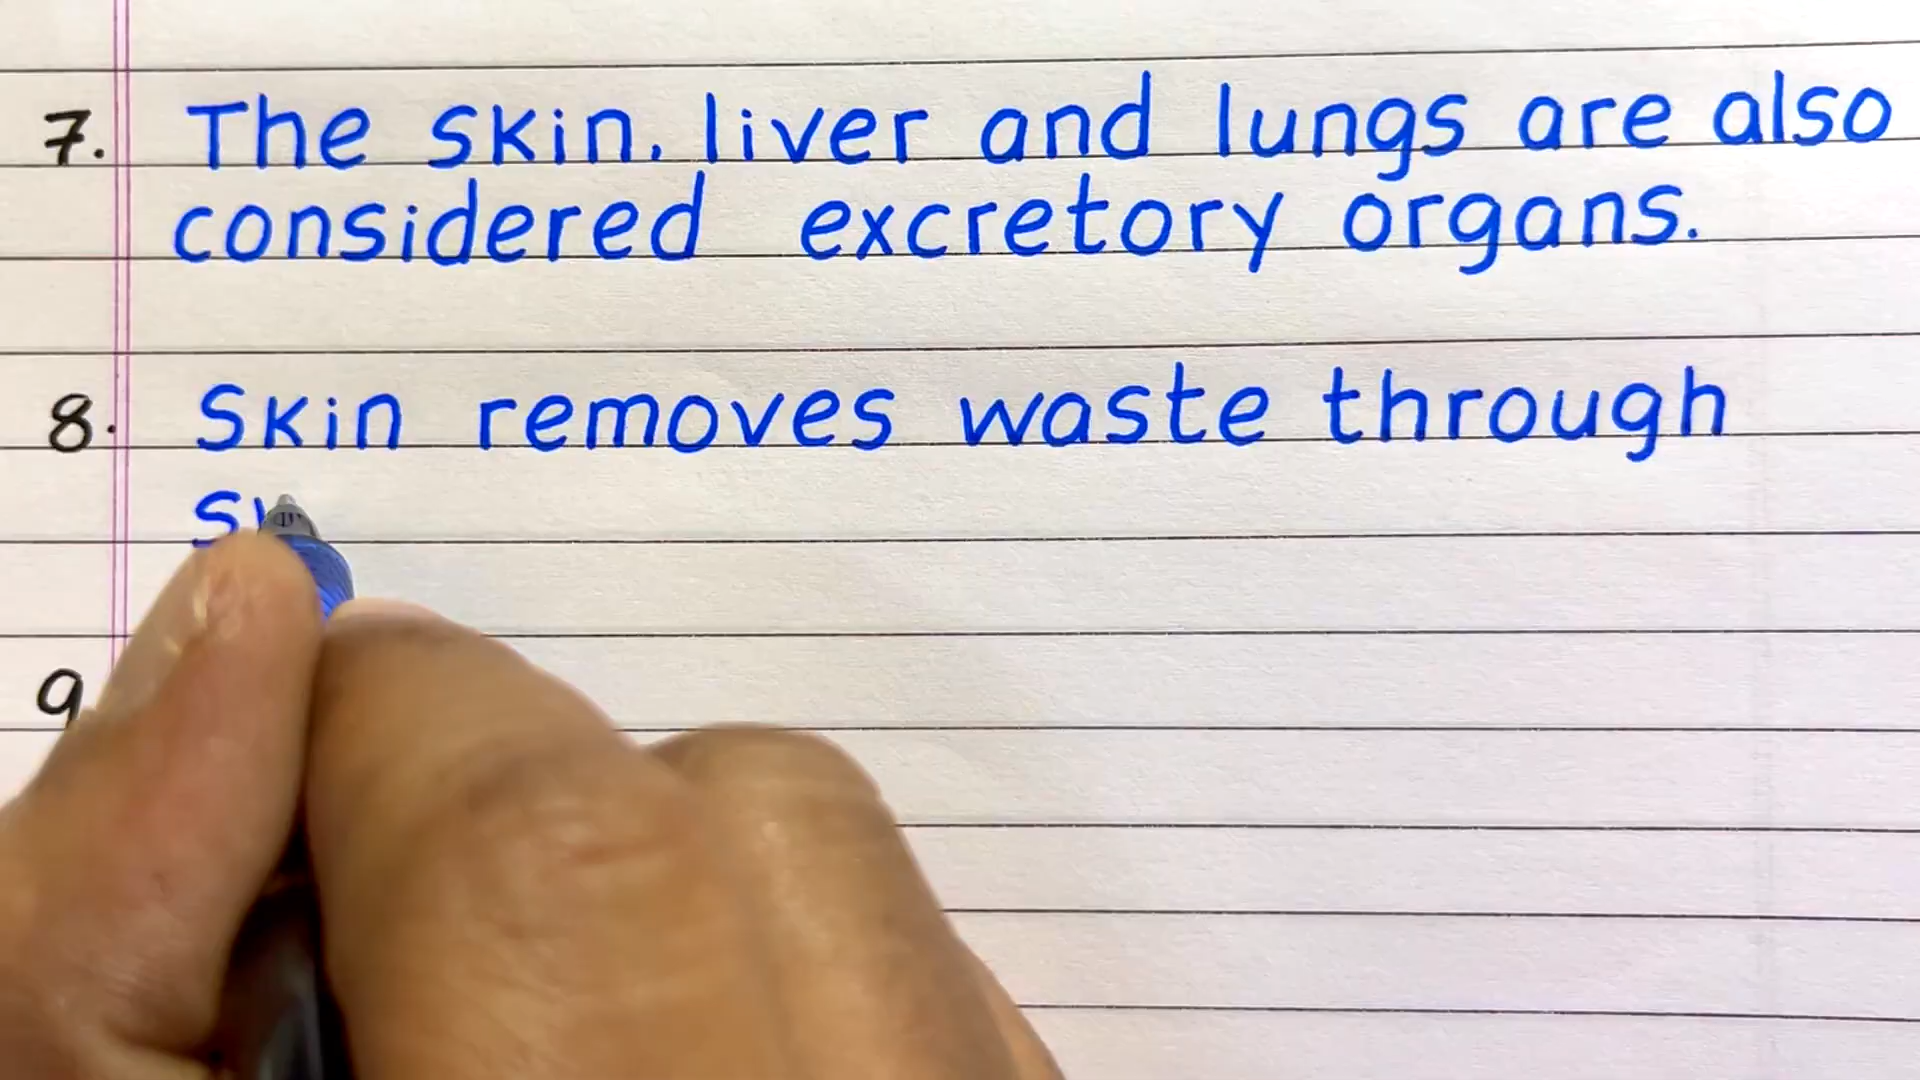 7. The skin, liver and lungs are also
considered excretory organs.
8. Skin removes waste through
9